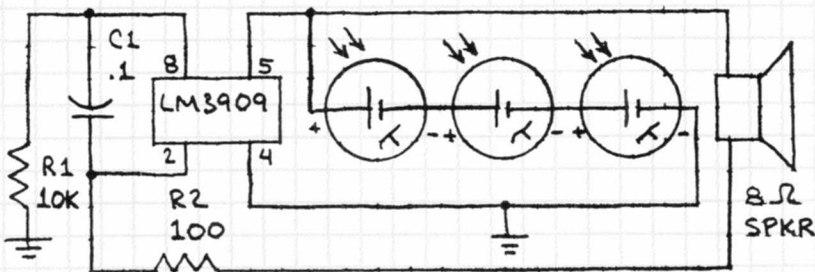 C1
.1
8
5
LM3909
2
4
+
-
+
-
+
-
R1
10K
R2
100
8Ω
SPKR